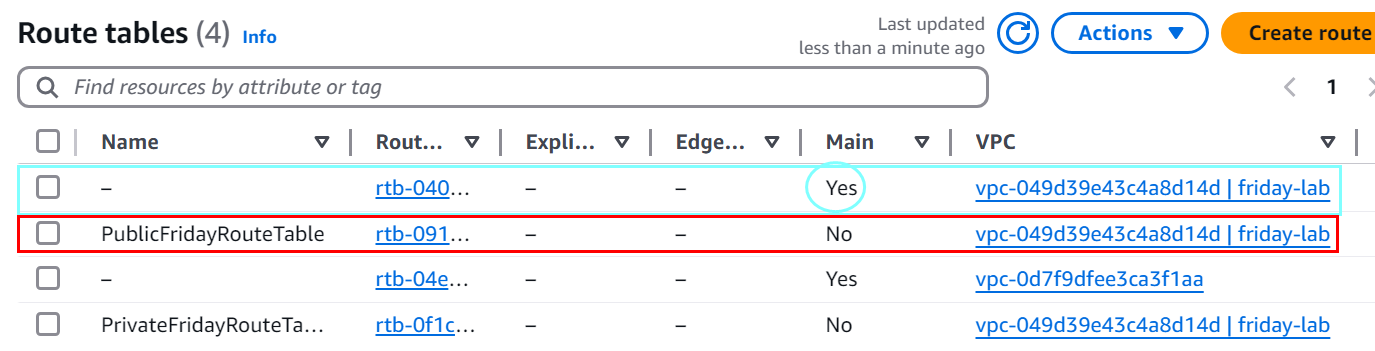 Route tables (4) Info
Last updated
less than a minute ago
Actions
Create route
Find resources by attribute or tag
1
Name Rout... Expli... Edge... Main VPC
– rtb-040... – – Yes vpc-049d39e43c4a8d14d | friday-lab
PublicFridayRouteTable rtb-091... – – No vpc-049d39e43c4a8d14d | friday-lab
– rtb-04e... – – Yes vpc-0d7f9dfee3ca3f1aa
PrivateFridayRouteTa... rtb-0f1c... – – No vpc-049d39e43c4a8d14d | friday-lab